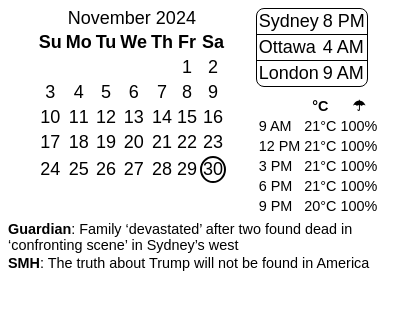 November 2024
Su Mo Tu We Th Fr Sa
1 2
3 4 5 6 7 8 9
10 11 12 13 14 15 16
17 18 19 20 21 22 23
24 25 26 27 28 29 30
Sydney 8 PM
Ottawa 4 AM
London 9 AM
°C ☂
9 AM 21°C 100%
12 PM 21°C 100%
3 PM 21°C 100%
6 PM 21°C 100%
9 PM 20°C 100%
Guardian: Family ‘devastated’ after two found dead in
‘confronting scene’ in Sydney’s west
SMH: The truth about Trump will not be found in America